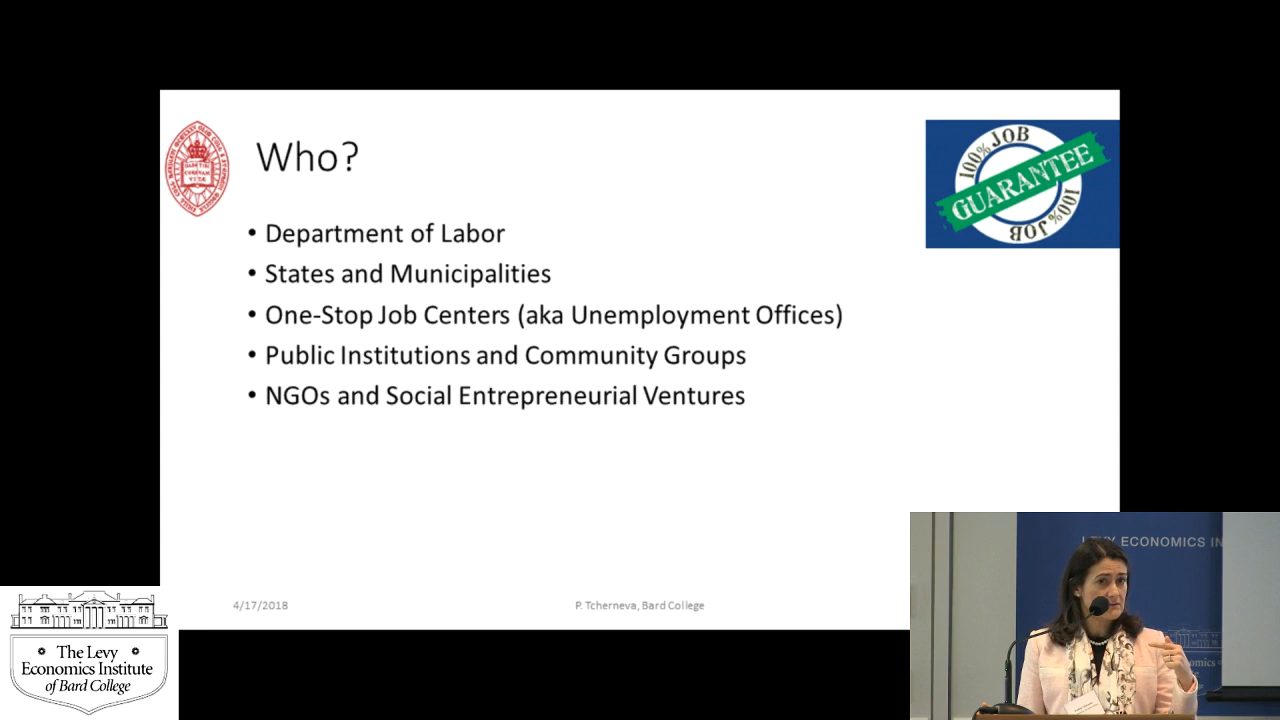 Who?
100% JOB
GUARANTEE
100% JOB
• Department of Labor
• States and Municipalities
• One-Stop Job Centers (aka Unemployment Offices)
• Public Institutions and Community Groups
• NGOs and Social Entrepreneurial Ventures
4/17/2018
P. Tcherneva, Bard College
LEVY ECONOMICS IN
The Levy
Economics Institute
of Bard College